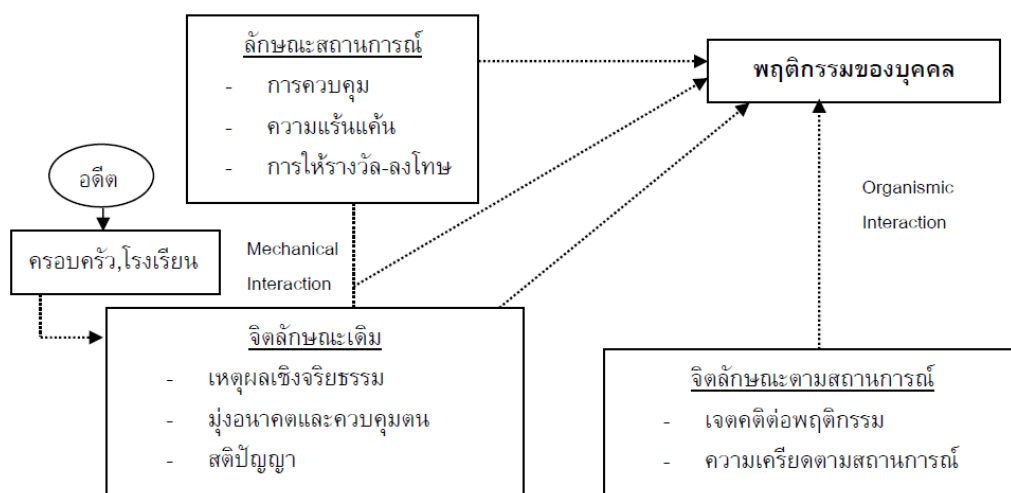 ลักษณะสถานการณ์
- การควบคุม
- ความแร้นแค้น
- การให้รางวัล-ลงโทษ
พฤติกรรมของบุคคล
อดีต
ครอบครัว,โรงเรียน
Mechanical
Interaction
Organismic
Interaction
จิตลักษณะเดิม
- เหตุผลเชิงจริยธรรม
- มุ่งอนาคตและควบคุมตน
- สติปัญญา
จิตลักษณะตามสถานการณ์
- เจตคติต่อพฤติกรรม
- ความเครียดตามสถานการณ์